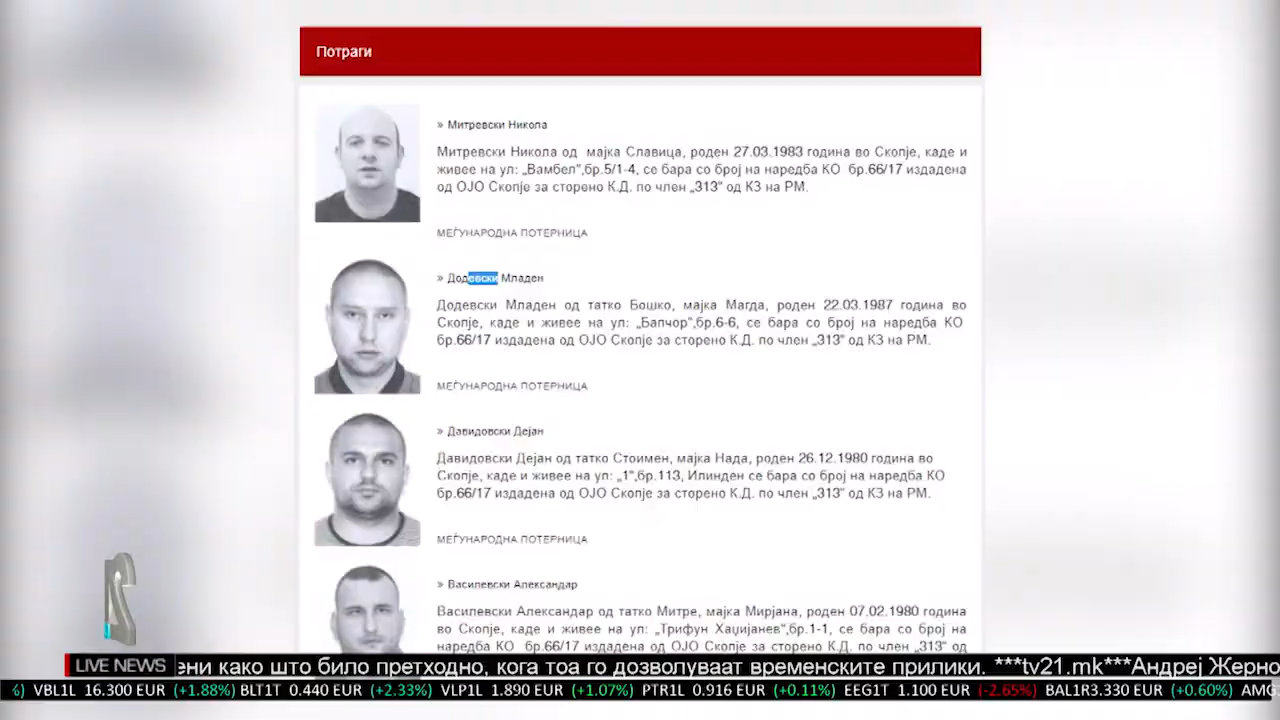 Потраги
» Митревски Никола
Митревски Никола од мајка Славица, роден 27.03.1983 година во Скопје, каде и
живее на ул: „Вамбел",бр.5/1-4, се бара со број на наредба КО бр.66/17 издадена
од ОЈО Скопје за сторено К.Д. по член „313" од КЗ на РМ.
МЕЃУНАРОДНА ПОТЕРНИЦА
» Додевски Младен
Додевски Младен од татко Бошко, мајка Магда, роден 22.03.1987 година во
Скопје, каде и живее на ул: „Бапчор",бр.6-6, се бара со број на наредба КО
бр.66/17 издадена од ОЈО Скопје за сторено К.Д. по член „313" од КЗ на РМ.
МЕЃУНАРОДНА ПОТЕРНИЦА
» Давидовски Дејан
Давидовски Дејан од татко Стоимен, мајка Нада, роден 26.12.1980 година во
Скопје, каде и живее на ул: „1",бр.113, Илинден се бара со број на наредба КО
бр.66/17 издадена од ОЈО Скопје за сторено К.Д. по член „313" од КЗ на РМ.
МЕЃУНАРОДНА ПОТЕРНИЦА
» Василевски Александар
Василевски Александар од татко Митре, мајка Мирјана, роден 07.02.1980 година
во Скопје, каде и живее на ул: „Трифун Хаџијанев",бр.1-1, се бара со број на
наредба КО бр.66/17 издадена од ОЈО Скопје за сторено К.Д. по член „313" од
LIVE NEWS ени како што било претходно, кога тоа го дозволуваат временските прилики. ***tv21.mk***Андреј Жерно
%) VBL1L 16.300 EUR (+1.88%) BLT1T 0.440 EUR (+2.33%) VLP1L 1.890 EUR (+1.07%) PTR1L 0.916 EUR (+0.11%) EEG1T 1.100 EUR (-2.65%) BAL1R3.330 EUR (+0.60%) AMG